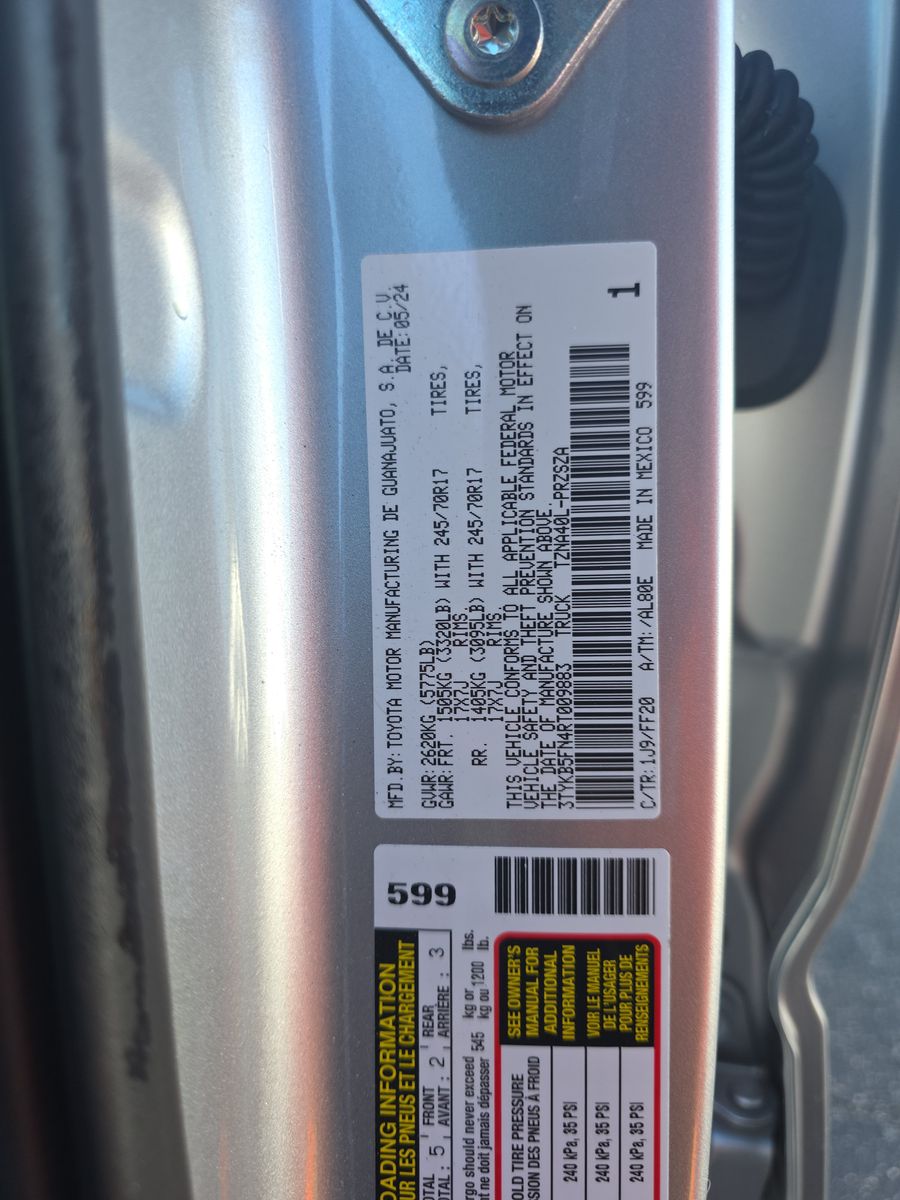 MFD.BY:TOYOTA MOTOR MANUFACTURING DE GUANAJUATO, S.A. DE C.V.
DATE:05/24
GVWR:2620KG (5775LB)
GAWR:FRT. 1505KG (3320LB) WITH 245/70R17 TIRES,
17X7J RIMS.
RR. 1405KG (3095LB) WITH 245/70R17 TIRES,
17X7J RIMS.
THIS VEHICLE CONFORMS TO ALL APPLICABLE FEDERAL MOTOR
VEHICLE SAFETY AND THEFT PREVENTION STANDARDS IN EFFECT ON
THE DATE OF MANUFACTURE SHOWN ABOVE.
3TYKB5FN4RT009883 TRUCK TZNA40L-PRZSZA
C/TR:1J9/FF20 A/TM:/AL80E MADE IN MEXICO 599
1
599
ADING INFORMATION
UR LES PNEUS ET LE CHARGEMENT
OTAL : 5 FRONT : 2 REAR : 3
OTAL : 5 AVANT : 2 ARRIÈRE : 3
rgo should never exceed 545 kg or 1200 lbs.
nt ne doit jamais dépasser 545 kg ou 1200 lb.
OLD TIRE PRESSURE
SSION DES PNEUS À FROID
240 kPa, 35 PSI
240 kPa, 35 PSI
240 kPa, 35 PSI
SEE OWNER'S
MANUAL FOR
ADDITIONAL
INFORMATION
VOIR LE MANUEL
DE L'USAGER
POUR PLUS DE
RENSEIGNEMENTS